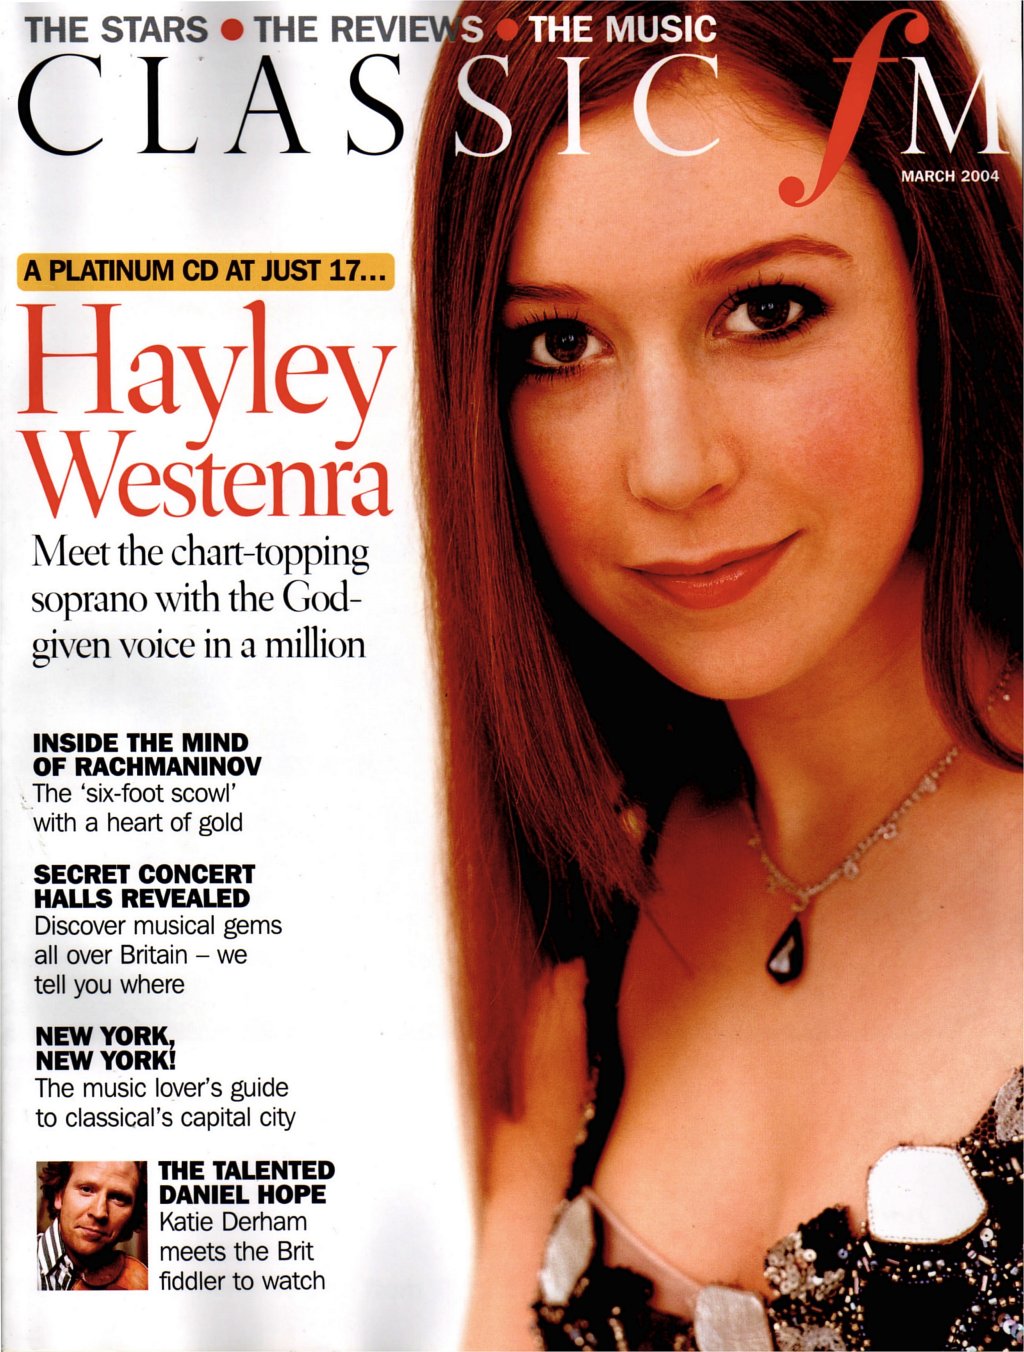 THE STARS ● THE REVIEWS ● THE MUSIC
CLASSIC fM
MARCH 2004
A PLATINUM CD AT JUST 17...
Hayley
Westenra
Meet the chart-topping
soprano with the God-
given voice in a million
INSIDE THE MIND
OF RACHMANINOV
The ‘six-foot scowl’
with a heart of gold
SECRET CONCERT
HALLS REVEALED
Discover musical gems
all over Britain – we
tell you where
NEW YORK,
NEW YORK!
The music lover’s guide
to classical’s capital city
THE TALENTED
DANIEL HOPE
Katie Derham
meets the Brit
fiddler to watch